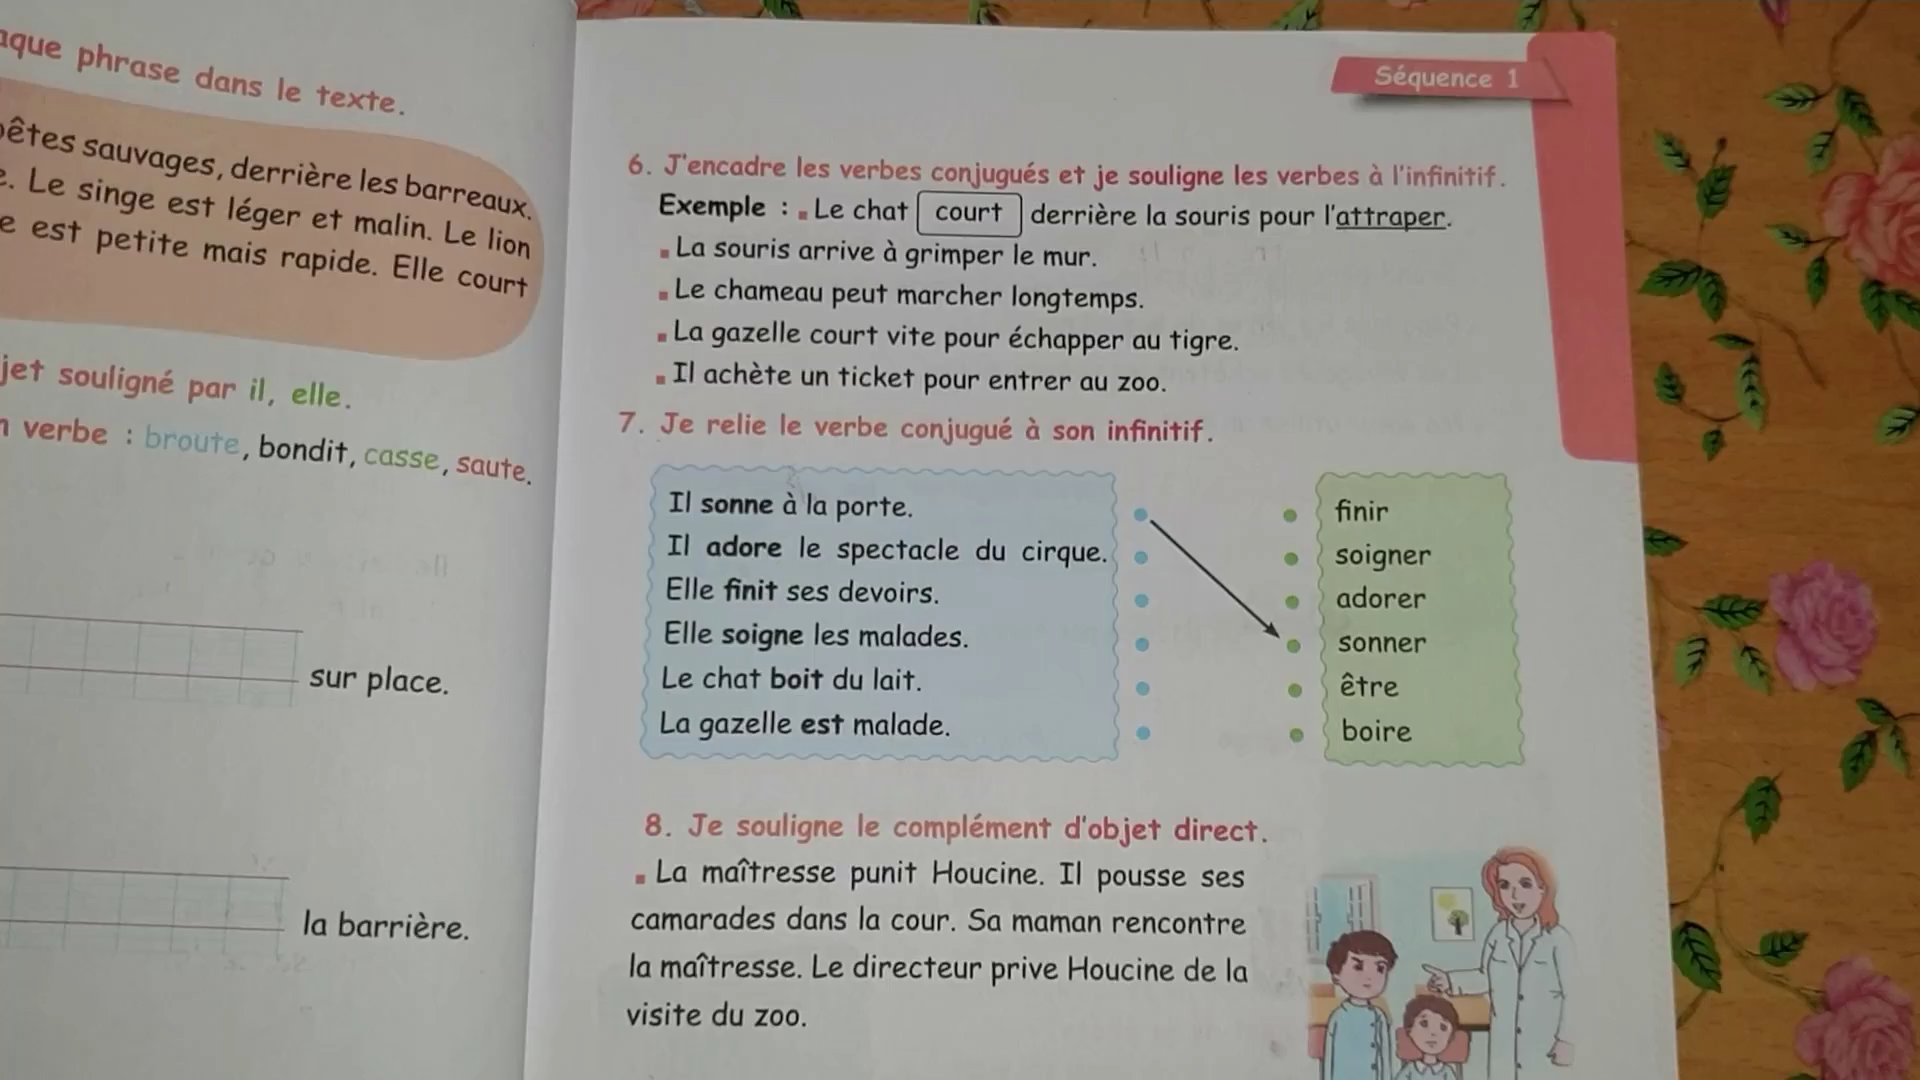 aque phrase dans le texte.
bêtes sauvages, derrière les barreaux.
e. Le singe est léger et malin. Le lion
e est petite mais rapide. Elle court
jet souligné par il, elle.
n verbe : broute, bondit, casse, saute.
sur place.
la barrière.
Séquence 1
6. J'encadre les verbes conjugués et je souligne les verbes à l'infinitif.
Exemple : ▪ Le chat court derrière la souris pour l'attraper.
▪ La souris arrive à grimper le mur.
▪ Le chameau peut marcher longtemps.
▪ La gazelle court vite pour échapper au tigre.
▪ Il achète un ticket pour entrer au zoo.
7. Je relie le verbe conjugué à son infinitif.
Il sonne à la porte.
Il adore le spectacle du cirque.
Elle finit ses devoirs.
Elle soigne les malades.
Le chat boit du lait.
La gazelle est malade.
finir
soigner
adorer
sonner
être
boire
8. Je souligne le complément d'objet direct.
▪ La maîtresse punit Houcine. Il pousse ses
camarades dans la cour. Sa maman rencontre
la maîtresse. Le directeur prive Houcine de la
visite du zoo.